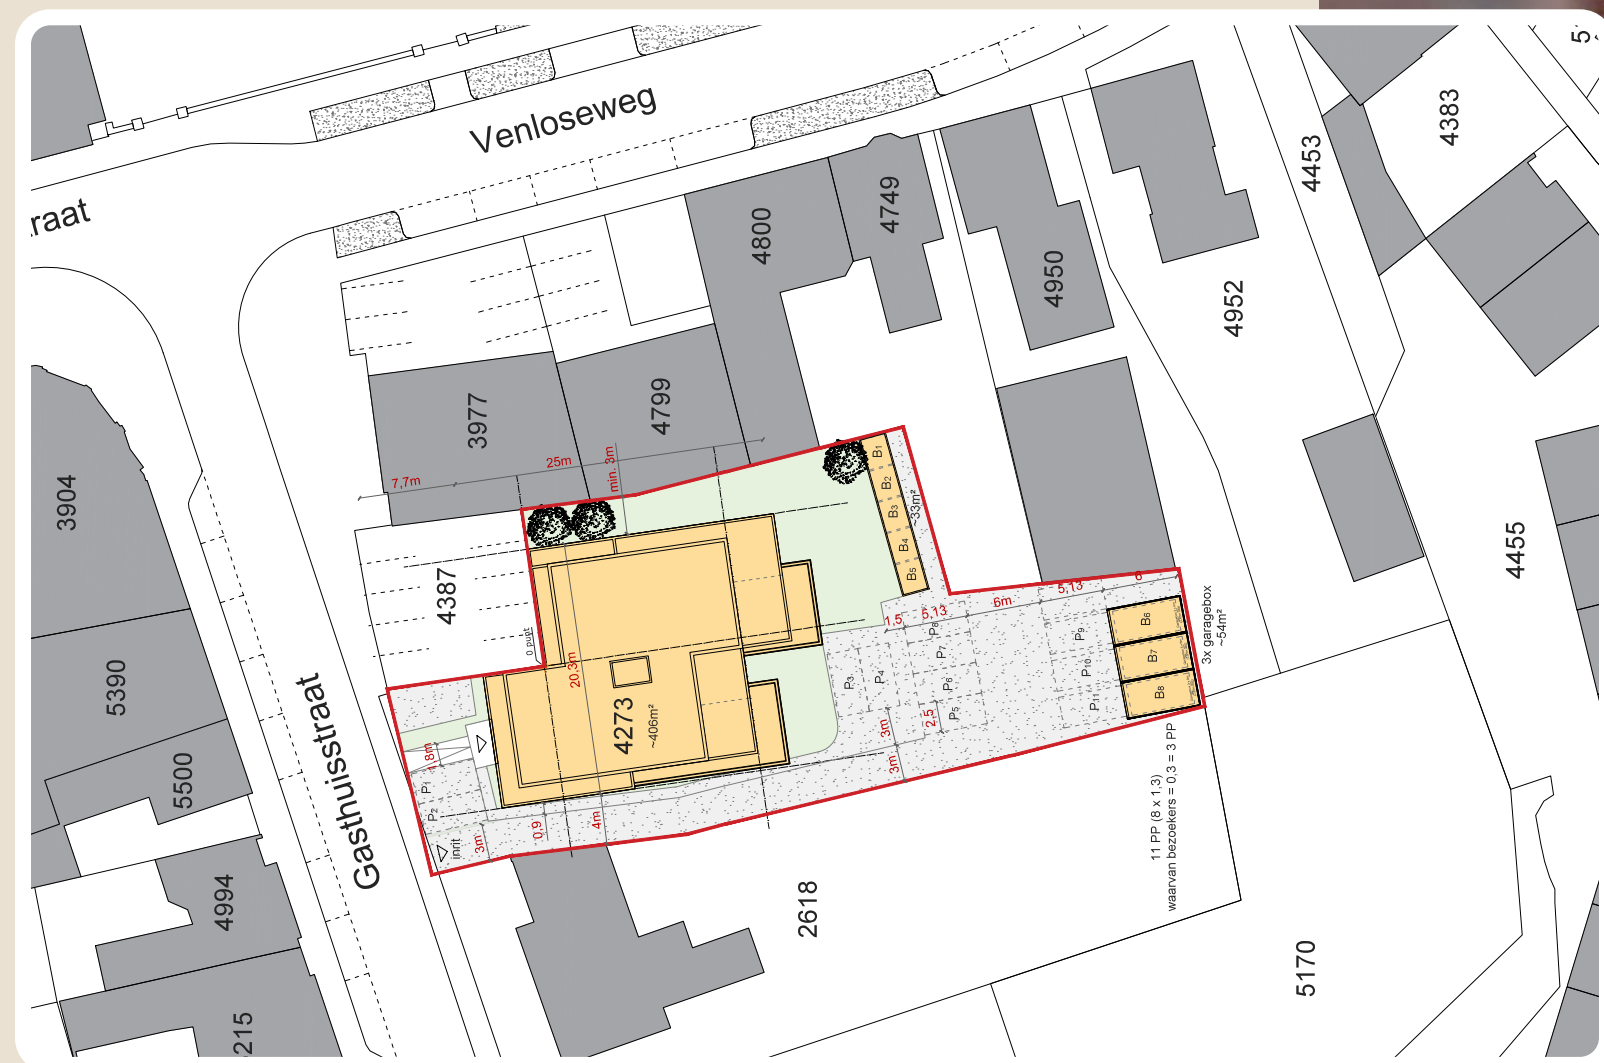 Venloseweg
raat
Gasthuisstraat
3904
5390
5500
4994
215
3977
4799
4800
4749
4950
4952
4453
4383
4455
4387
4273
~406m²
2618
5170
7,7m
25m
min. 3m
20,3m
0 punt
B1
B2
B3
B4
B5
~33m²
1,5
5,13
6m
5,13
6
P8
P7
P6
P5
P3
P4
P9
P10
P11
B6
B7
B8
3x garagebox
~54m²
3m
2,5
3m
1,8m
P1
P2
inrit
3m
0,9
4m
11 PP (8 x 1,3)
waarvan bezoekers = 0,3 = 3 PP